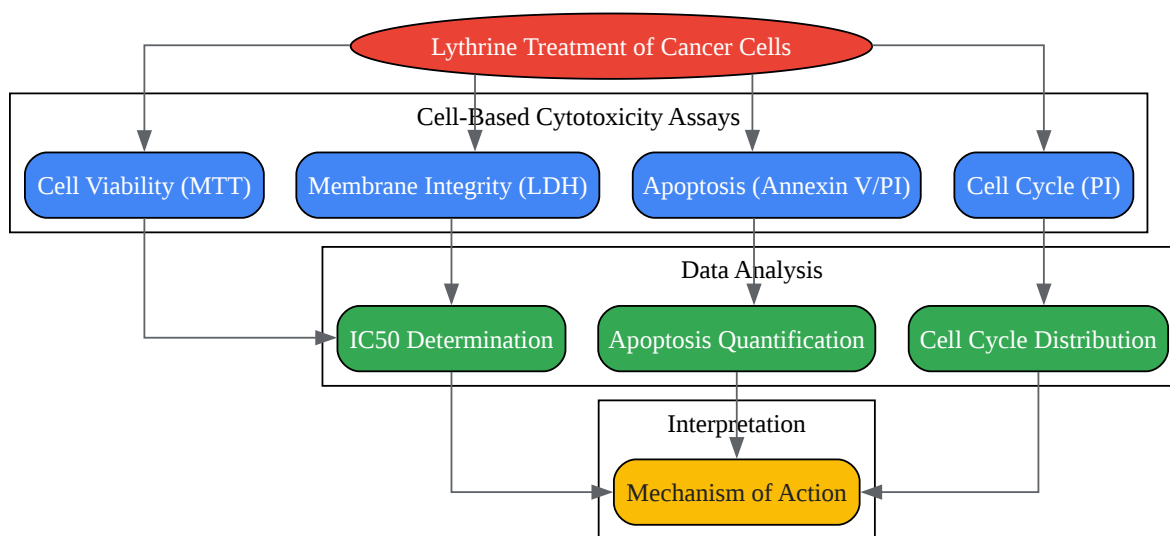 Lythrine Treatment of Cancer Cells
Cell-Based Cytotoxicity Assays
Cell Viability (MTT)
Membrane Integrity (LDH)
Apoptosis (Annexin V/PI)
Cell Cycle (PI)
Data Analysis
IC50 Determination
Apoptosis Quantification
Cell Cycle Distribution
Interpretation
Mechanism of Action